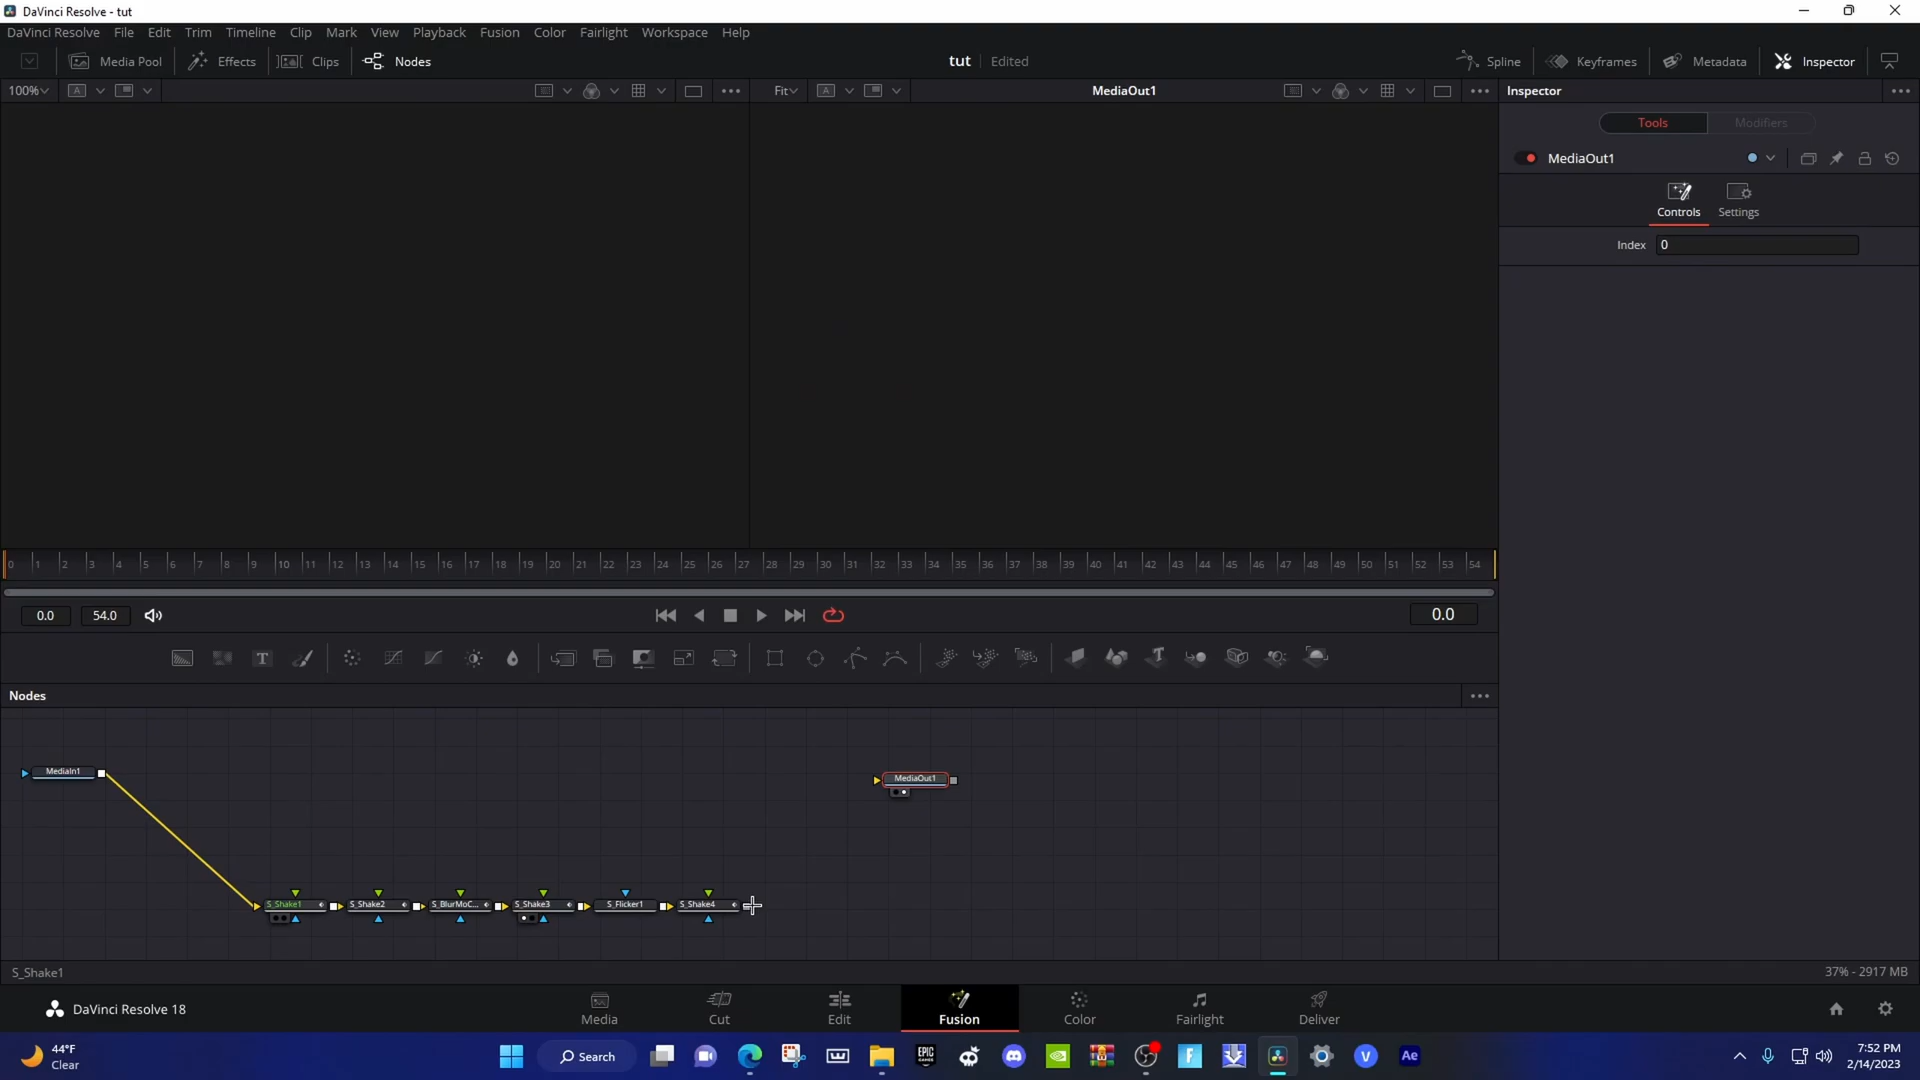 DaVinci Resolve - tut
DaVinci Resolve File Edit Trim Timeline Clip Mark View Playback Fusion Color Fairlight Workspace Help
Media Pool Effects Clips Nodes tut Edited Spline Keyframes Metadata Inspector
100% A Fit A MediaOut1 Inspector
Tools Modifiers
MediaOut1
Controls Settings
Index 0
0 1 2 3 4 5 6 7 8 9 10 11 12 13 14 15 16 17 18 19 20 21 22 23 24 25 26 27 28 29 30 31 32 33 34 35 36 37 38 39 40 41 42 43 44 45 46 47 48 49 50 51 52 53 54
0.0 54.0 0.0
T T
Nodes
MediaIn1
MediaOut1
S_Shake1 S_Shake2 S_BlurMoC... S_Shake3 S_Flicker1 S_Shake4
S_Shake1 37% - 2917 MB
DaVinci Resolve 18 Media Cut Edit Fusion Color Fairlight Deliver
44°F
Clear
Search
EPIC GAMES
F
V
Ae
7:52 PM
2/14/2023